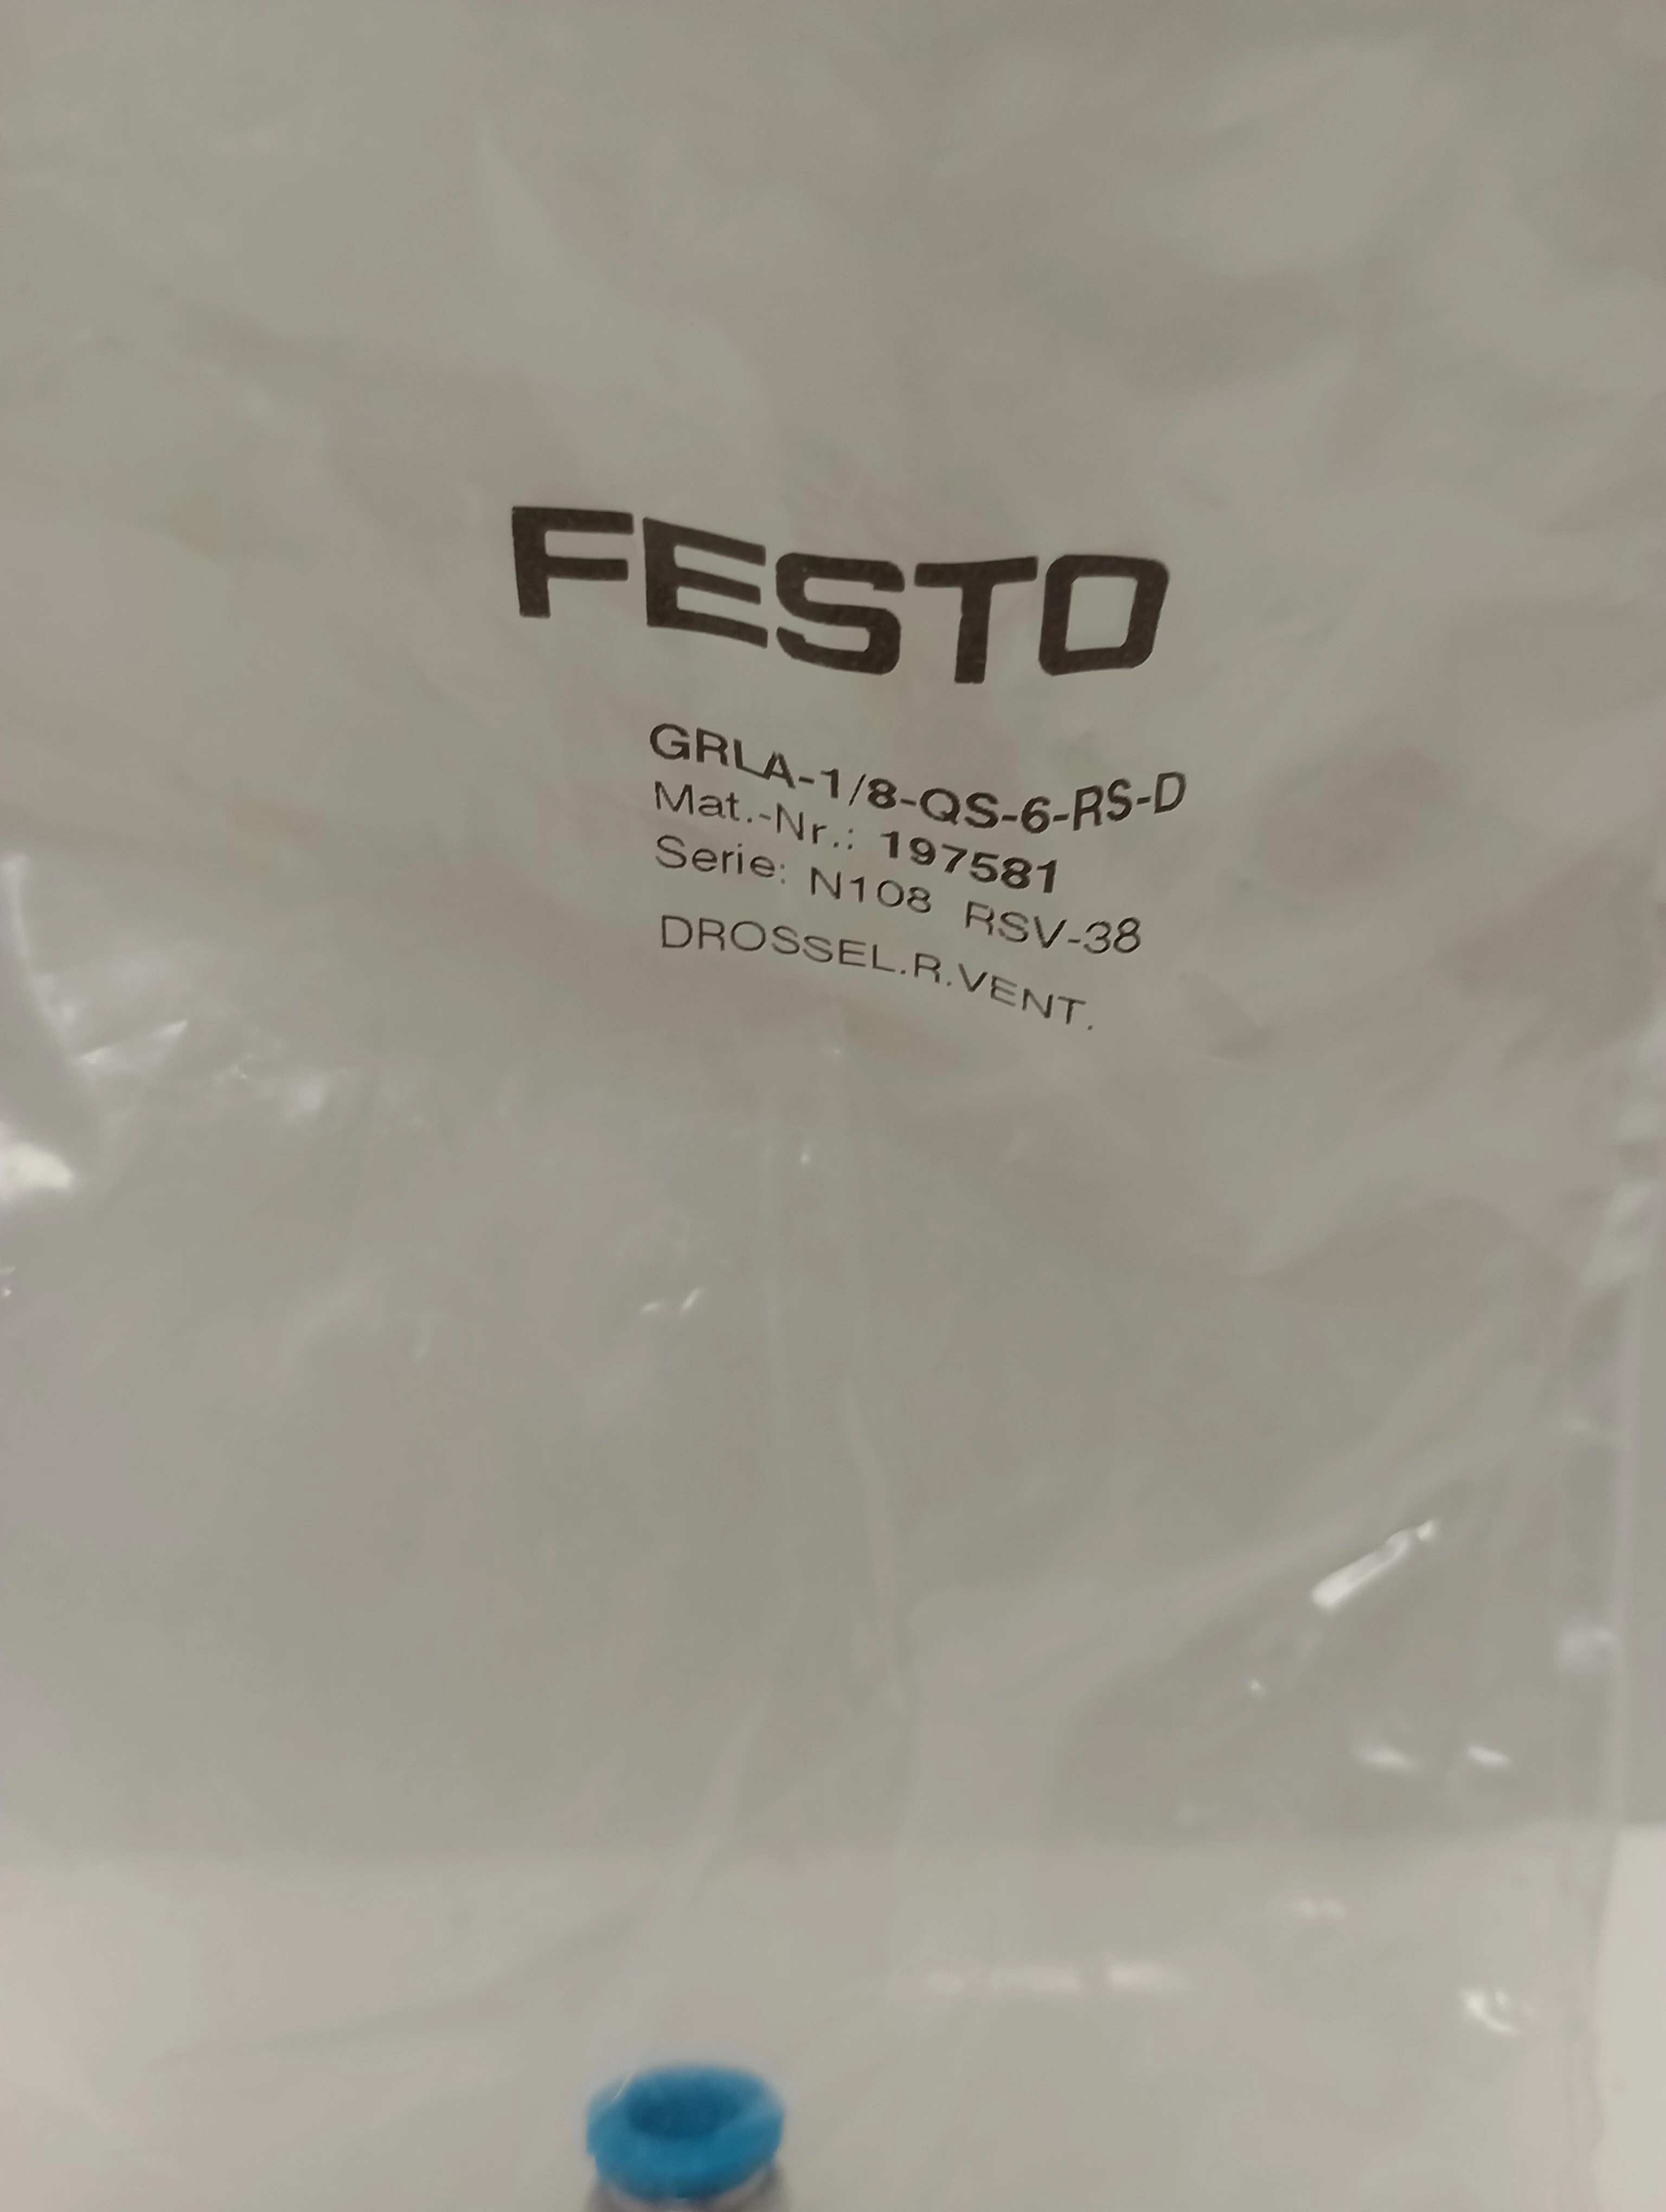 FESTO
GRLA-1/8-QS-6-RS-D
Mat.-Nr.: 197581
Serie: N108 RSV-38
DROSSEL.R.VENT.